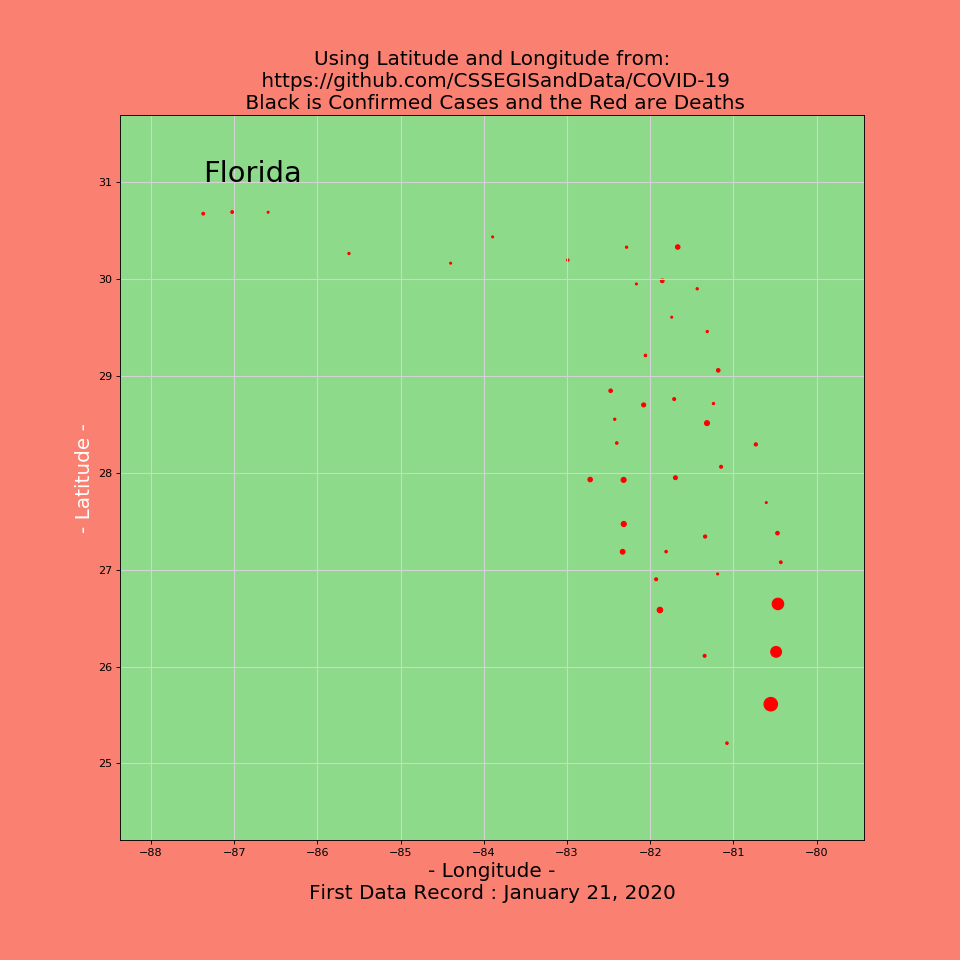 Using Latitude and Longitude from:
https://github.com/CSSEGISandData/COVID-19
Black is Confirmed Cases and the Red are Deaths
Florida
31
30
29
28
27
26
25
- Latitude -
−88 −87 −86 −85 −84 −83 −82 −81 −80
- Longitude -
First Data Record : January 21, 2020